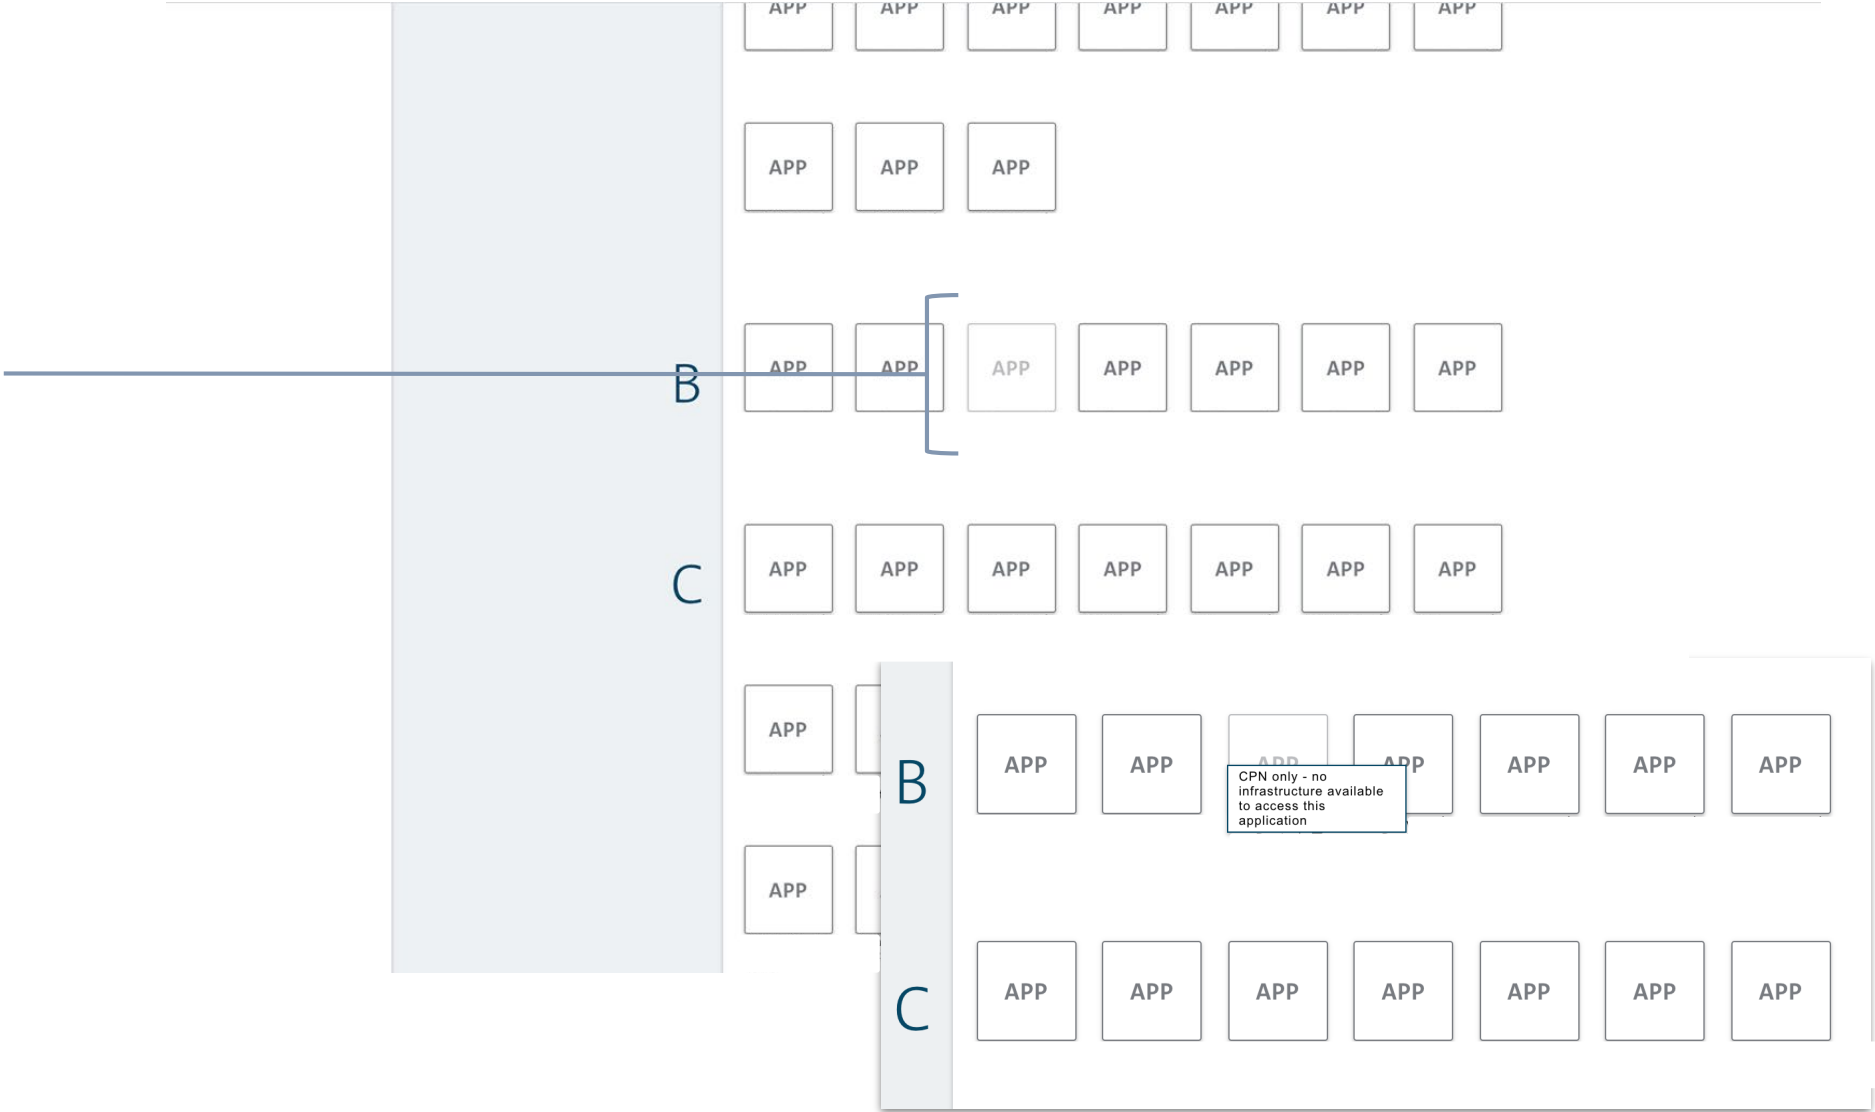 APP APP APP APP APP APP APP
APP APP APP
B APP APP APP APP APP APP APP
C APP APP APP APP APP APP APP
APP
APP
B APP APP APP APP APP APP APP
CPN only - no
infrastructure available
to access this
application
C APP APP APP APP APP APP APP